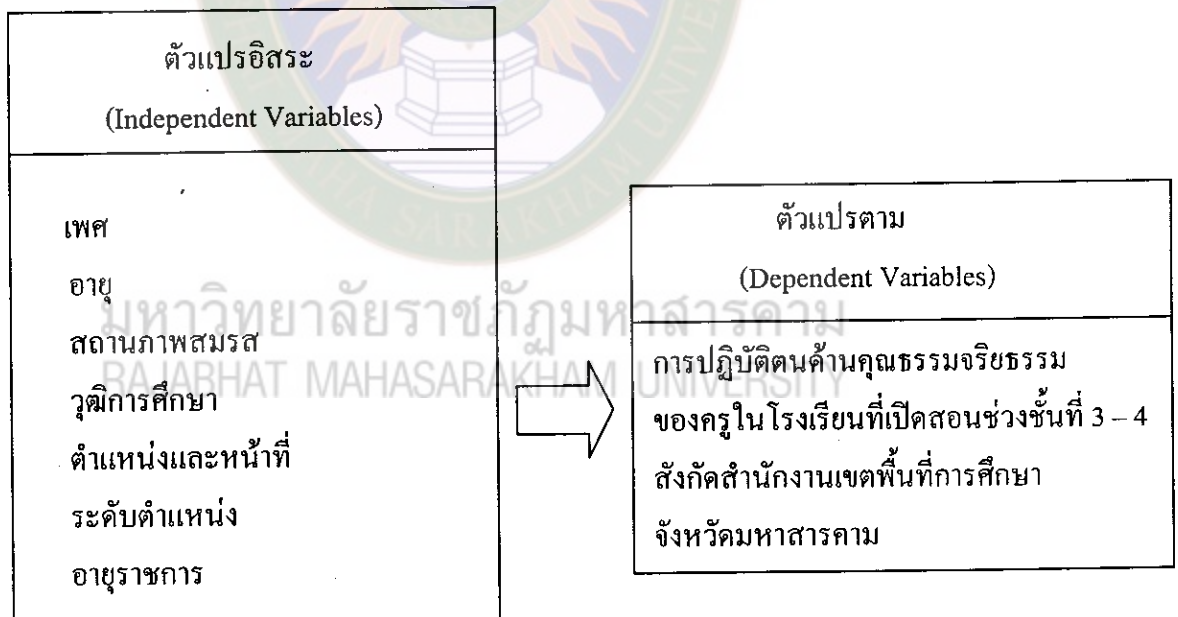 ตัวแปรอิสระ
(Independent Variables)
เพศ
อายุ
สถานภาพสมรส
วุฒิการศึกษา
ตำแหน่งและหน้าที่
ระดับตำแหน่ง
อายุราชการ
ตัวแปรตาม
(Dependent Variables)
การปฏิบัติตนด้านคุณธรรมจริยธรรม
ของครูในโรงเรียนที่เปิดสอนช่วงชั้นที่ 3 – 4
สังกัดสำนักงานเขตพื้นที่การศึกษา
จังหวัดมหาสารคาม
มหาวิทยาลัยราชภัฏมหาสารคาม
RAJABHAT MAHASARAKHAM UNIVERSITY